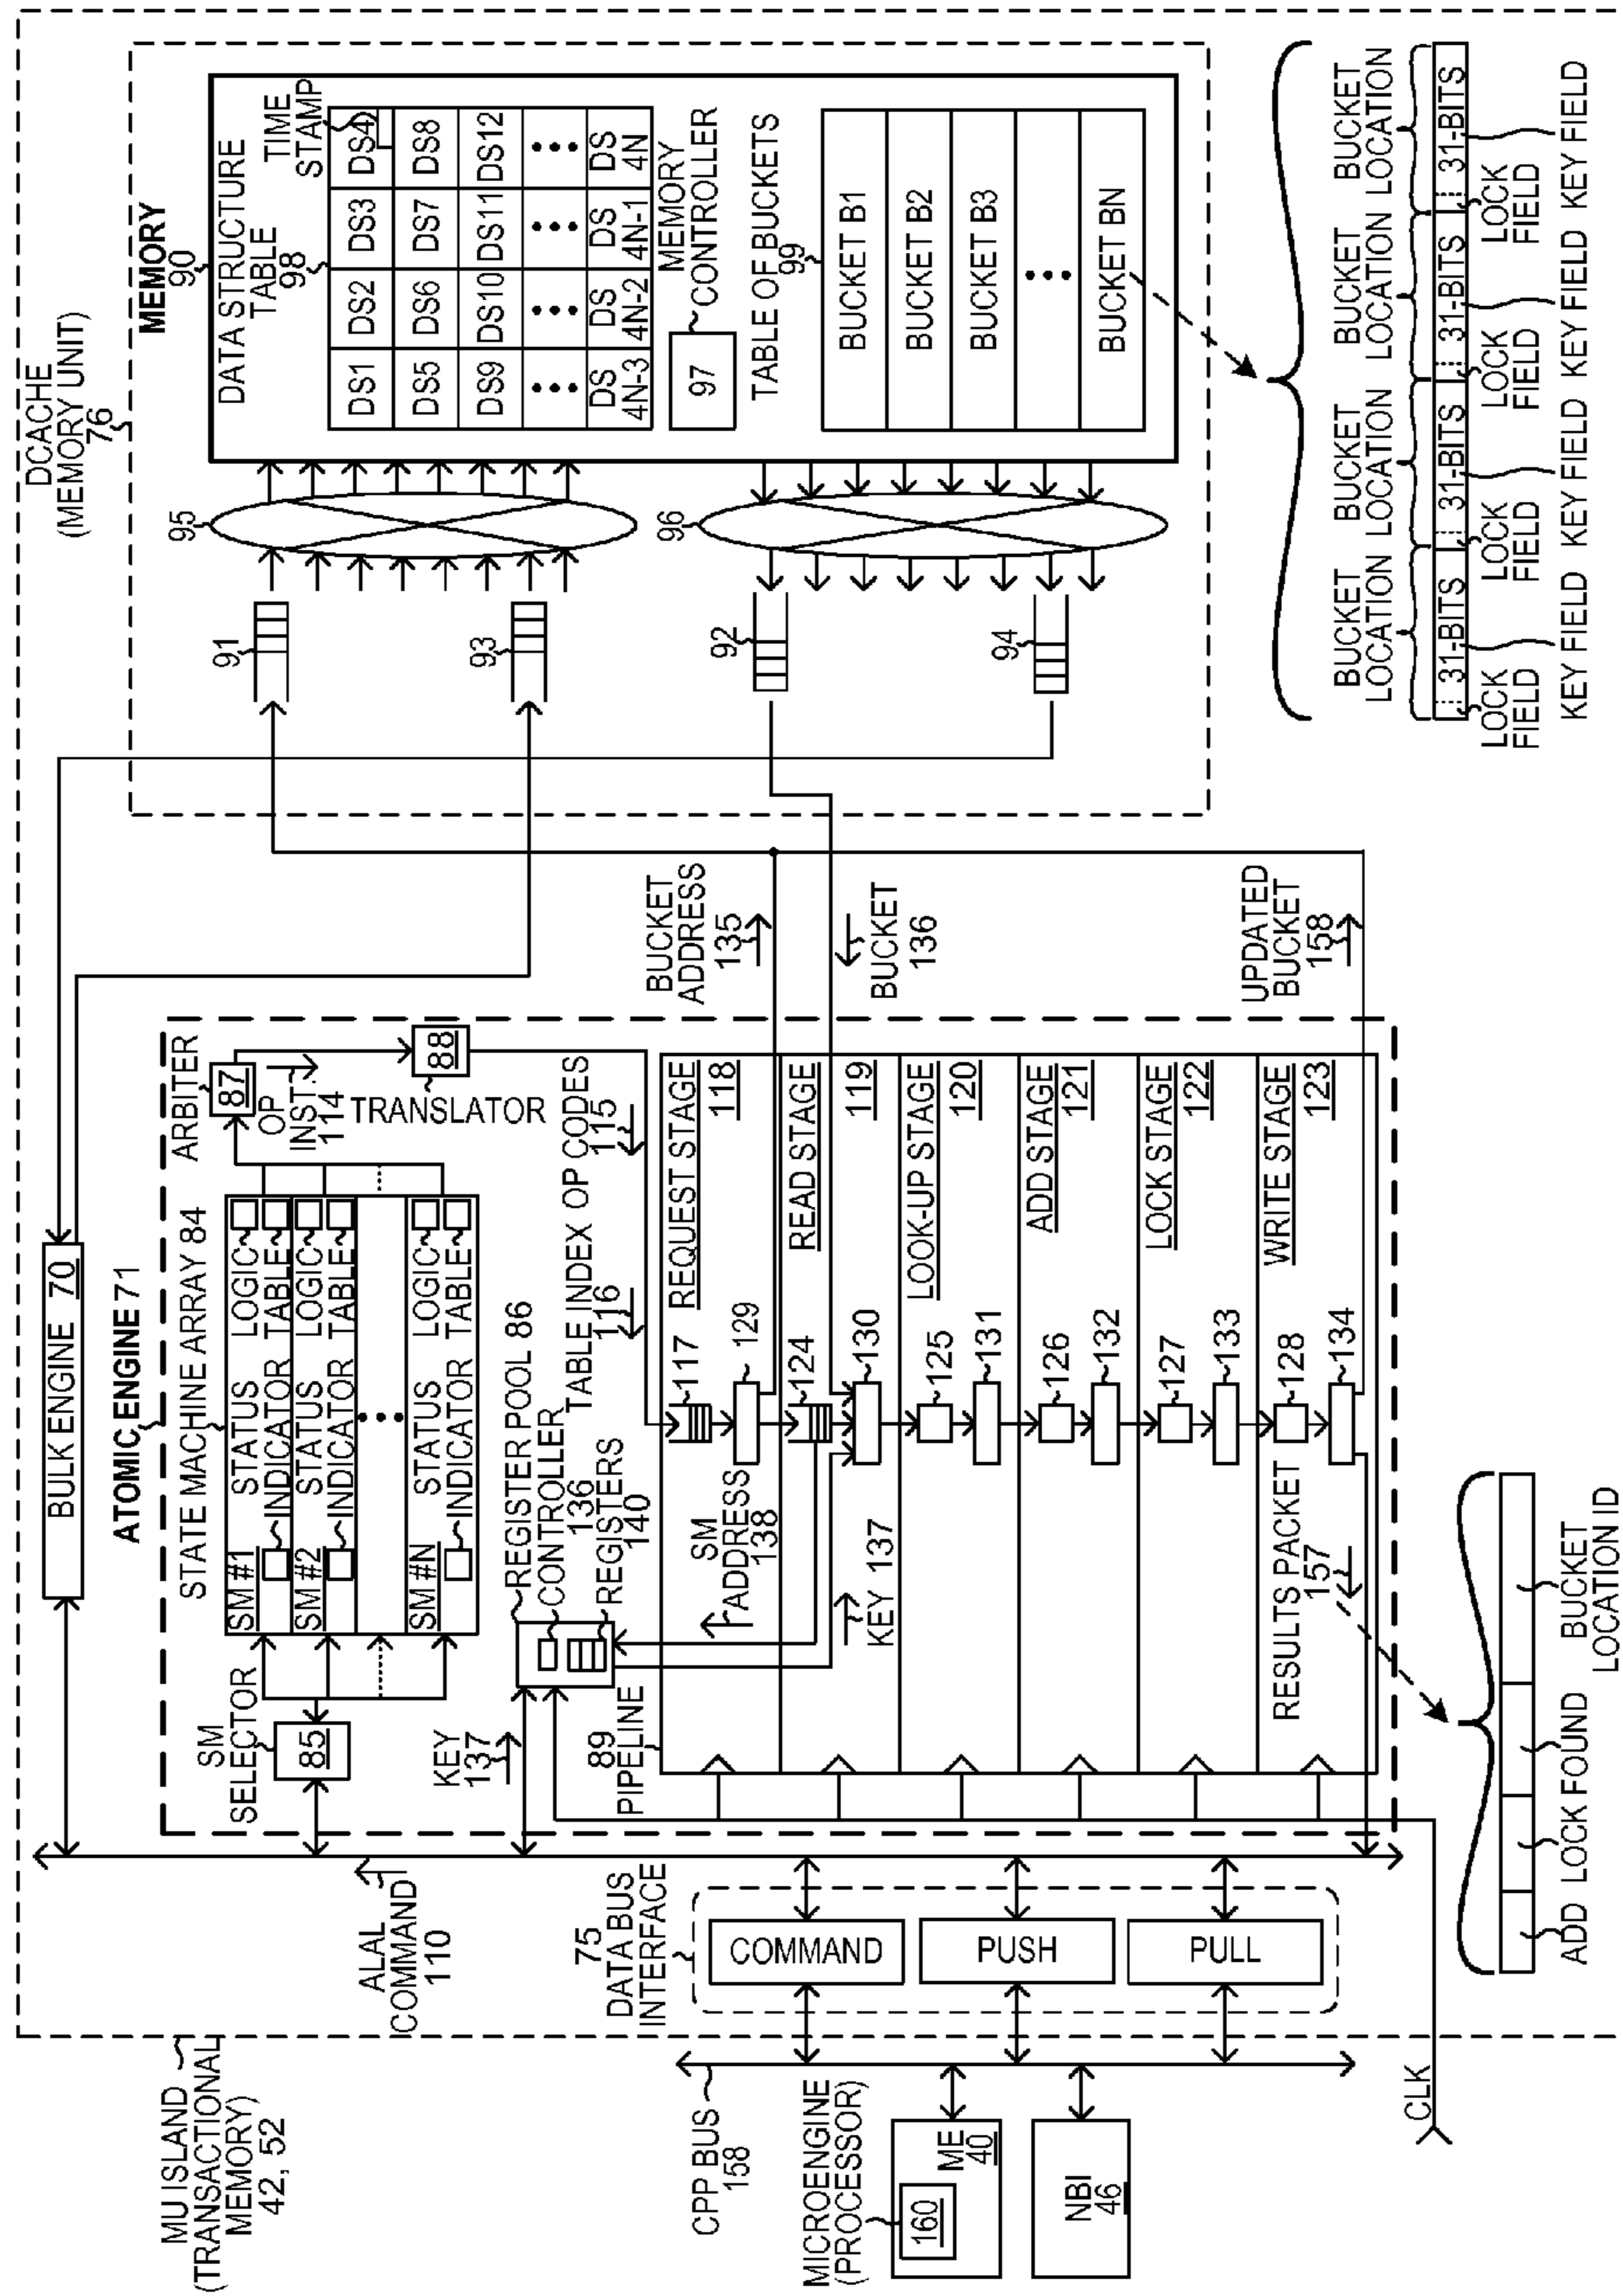 MU ISLAND
(TRANSACTIONAL
MEMORY)
42, 52
DCACHE
(MEMORY UNIT)
76
MEMORY
90
DATA STRUCTURE
TABLE
98
TIME
STAMP
DS1
DS2
DS3
DS4
DS5
DS6
DS7
DS8
DS9
DS10
DS11
DS12
DS
4N-3
DS
4N-2
DS
4N-1
DS
4N
97
MEMORY
CONTROLLER
97
TABLE OF BUCKETS
99
BUCKET B1
BUCKET B2
BUCKET B3
BUCKET BN
95
96
91
93
92
94
BUCKET
LOCATION
BUCKET
LOCATION
BUCKET
LOCATION
BUCKET
LOCATION
31-BITS
31-BITS
31-BITS
31-BITS
LOCK
FIELD
LOCK
FIELD
LOCK
FIELD
LOCK
FIELD
KEY FIELD
KEY FIELD
KEY FIELD
KEY FIELD
BULK ENGINE 70
ATOMIC ENGINE 71
STATE MACHINE ARRAY 84
SM #1
STATUS
INDICATOR
LOGIC
TABLE
SM #2
STATUS
INDICATOR
LOGIC
TABLE
SM #N
STATUS
INDICATOR
LOGIC
TABLE
SM
SELECTOR
85
ARBITER
87
OP
INST.
114
88
TRANSLATOR
REGISTER POOL 86
CONTROLLER
136
REGISTERS
140
TABLE INDEX
116
OP CODES
115
KEY
137
89
PIPELINE
REQUEST STAGE
118
117
129
READ STAGE
119
124
130
SM
ADDRESS
138
KEY 137
LOOK-UP STAGE
120
125
131
ADD STAGE
121
126
132
LOCK STAGE
122
127
133
WRITE STAGE
123
128
134
RESULTS PACKET
157
BUCKET
ADDRESS
135
BUCKET
136
UPDATED
BUCKET
158
ALAL
COMMAND
110
75
DATA BUS
INTERFACE
COMMAND
PUSH
PULL
CPP BUS
158
MICROENGINE
(PROCESSOR)
160
ME
40
NBI
46
CLK
ADD
LOCK
FOUND
BUCKET
LOCATION ID